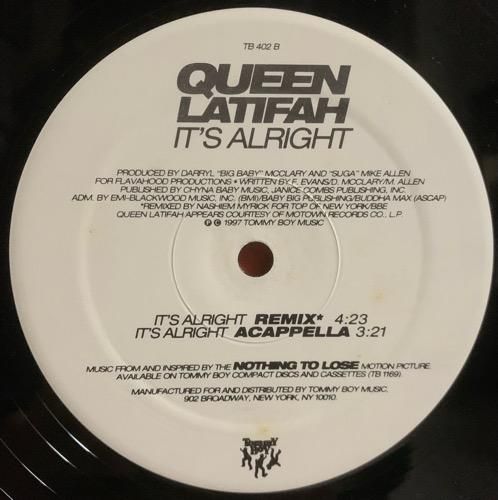 TB 402 B
QUEEN
LATIFAH
IT'S ALRIGHT
PRODUCED BY DARRYL "BIG BABY" MCCLARY AND "SUGA" MIKE ALLEN
FOR FLAVAHOOD PRODUCTIONS • WRITTEN BY F. EVANS/D. MCCLARY/M. ALLEN
PUBLISHED BY CHYNA BABY MUSIC, JANICE COMBS PUBLISHING, INC.
ADM. BY EMI-BLACKWOOD MUSIC, INC. (BMI)/BABY BIG PUBLISHING/BUDDHA MAX (ASCAP)
*REMIXED BY NASHIEM MYRICK FOR TOP OF NEW YORK/BBE
QUEEN LATIFAH APPEARS COURTESY OF MOTOWN RECORDS CO., L.P.
℗ © 1997 TOMMY BOY MUSIC
IT'S ALRIGHT REMIX* 4:23
IT'S ALRIGHT ACAPPELLA 3:21
MUSIC FROM AND INSPIRED BY THE NOTHING TO LOSE MOTION PICTURE.
AVAILABLE ON TOMMY BOY COMPACT DISCS AND CASSETTES (TB 1169).
MANUFACTURED FOR AND DISTRIBUTED BY TOMMY BOY MUSIC,
902 BROADWAY, NEW YORK, NY. 10010.
TOMMY
BOY